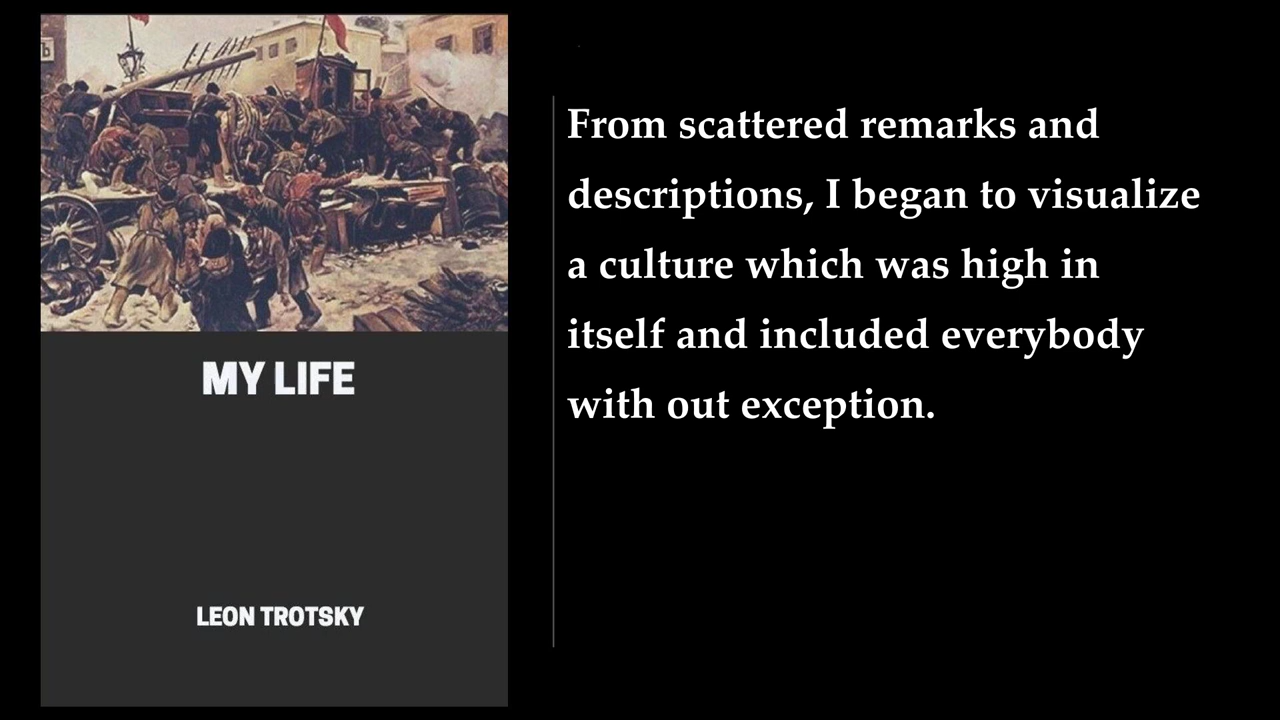 MY LIFE
LEON TROTSKY
From scattered remarks and
descriptions, I began to visualize
a culture which was high in
itself and included everybody
with out exception.